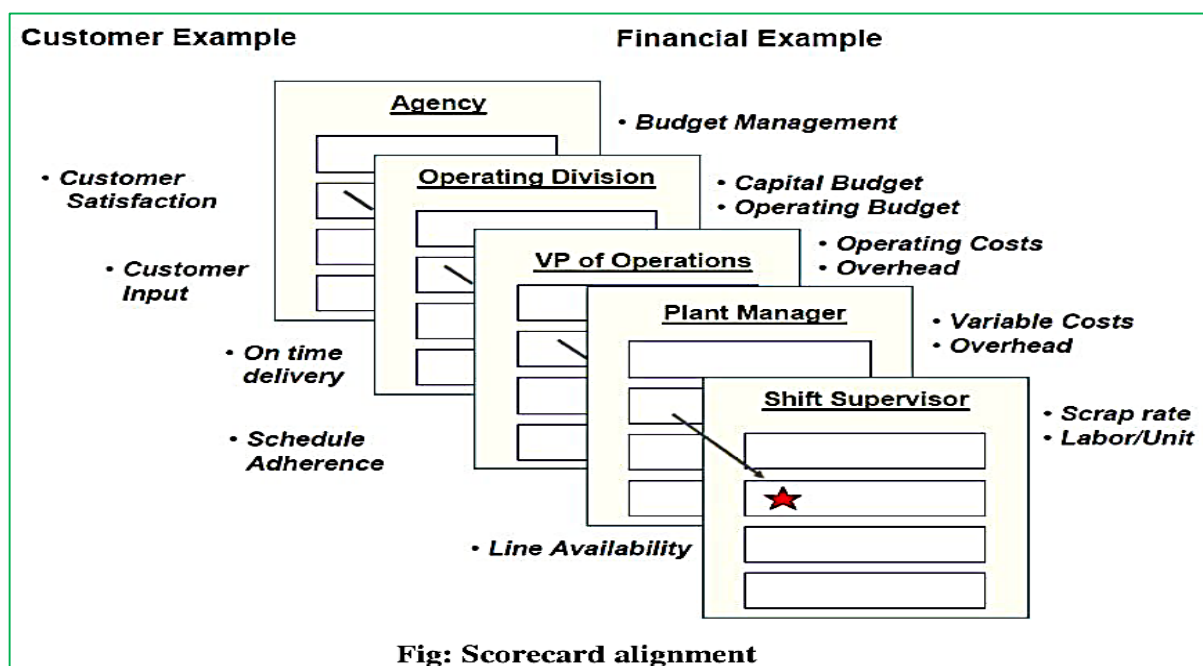 Customer Example
Financial Example
Agency
• Budget Management
• Customer
Satisfaction
Operating Division
• Capital Budget
• Operating Budget
• Customer
Input
VP of Operations
• Operating Costs
• Overhead
Plant Manager
• Variable Costs
• Overhead
• On time
delivery
Shift Supervisor
• Scrap rate
• Labor/Unit
• Schedule
Adherence
• Line Availability
Fig: Scorecard alignment